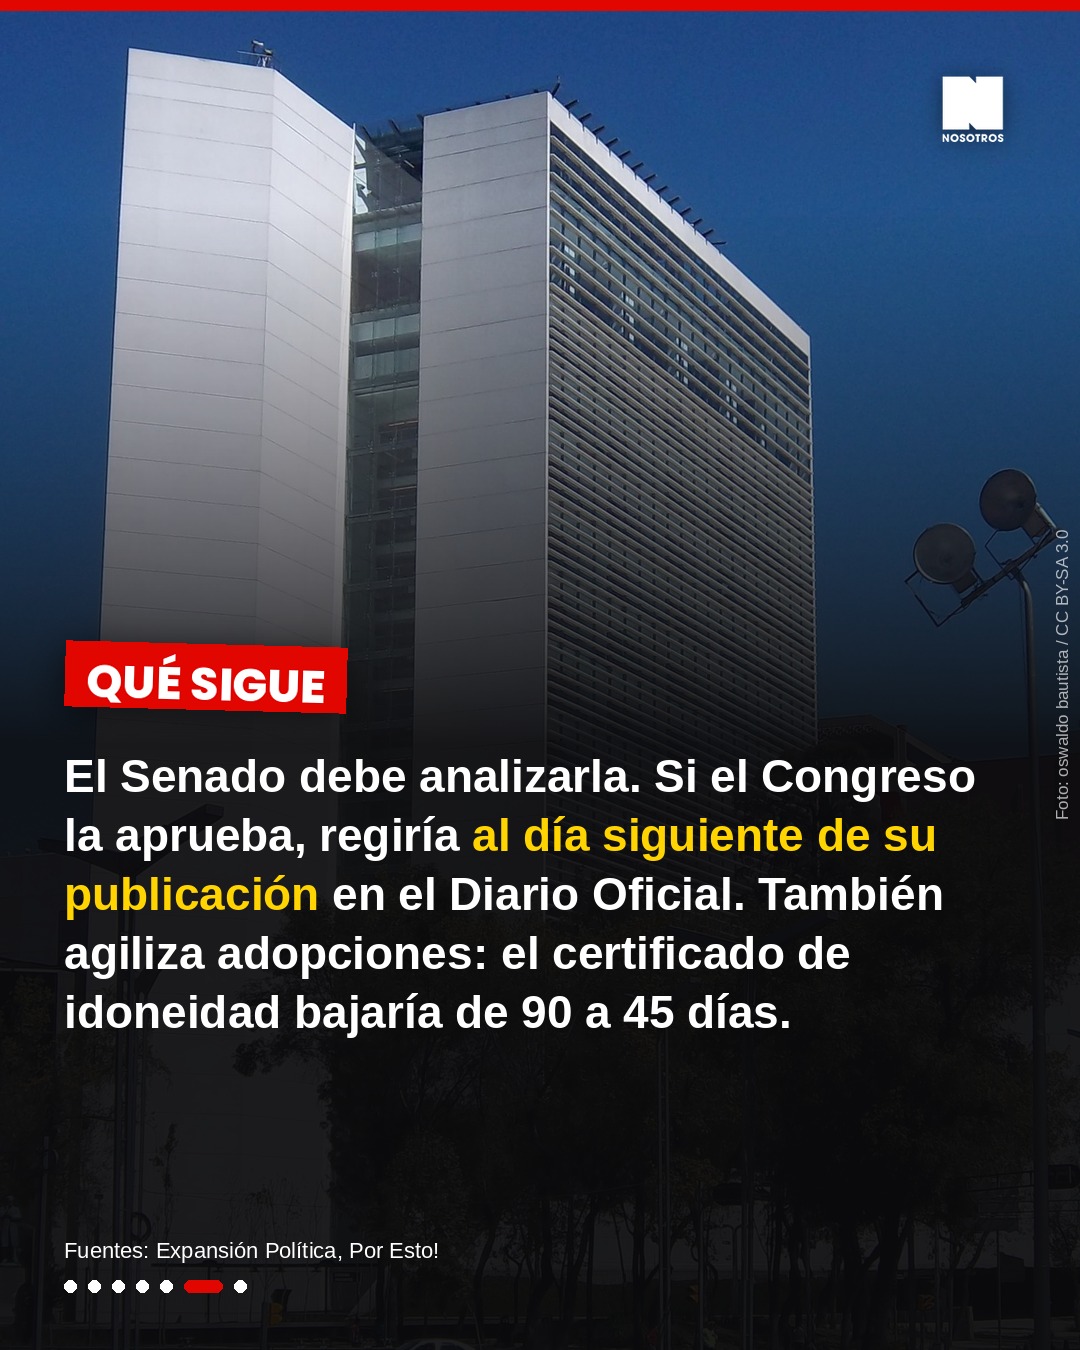 NOSOTROS
Foto: oswaldo bautista / CC BY-SA 3.0
QUÉ SIGUE
El Senado debe analizarla. Si el Congreso
la aprueba, regiría al día siguiente de su
publicación en el Diario Oficial. También
agiliza adopciones: el certificado de
idoneidad bajaría de 90 a 45 días.
Fuentes: Expansión Política, Por Esto!